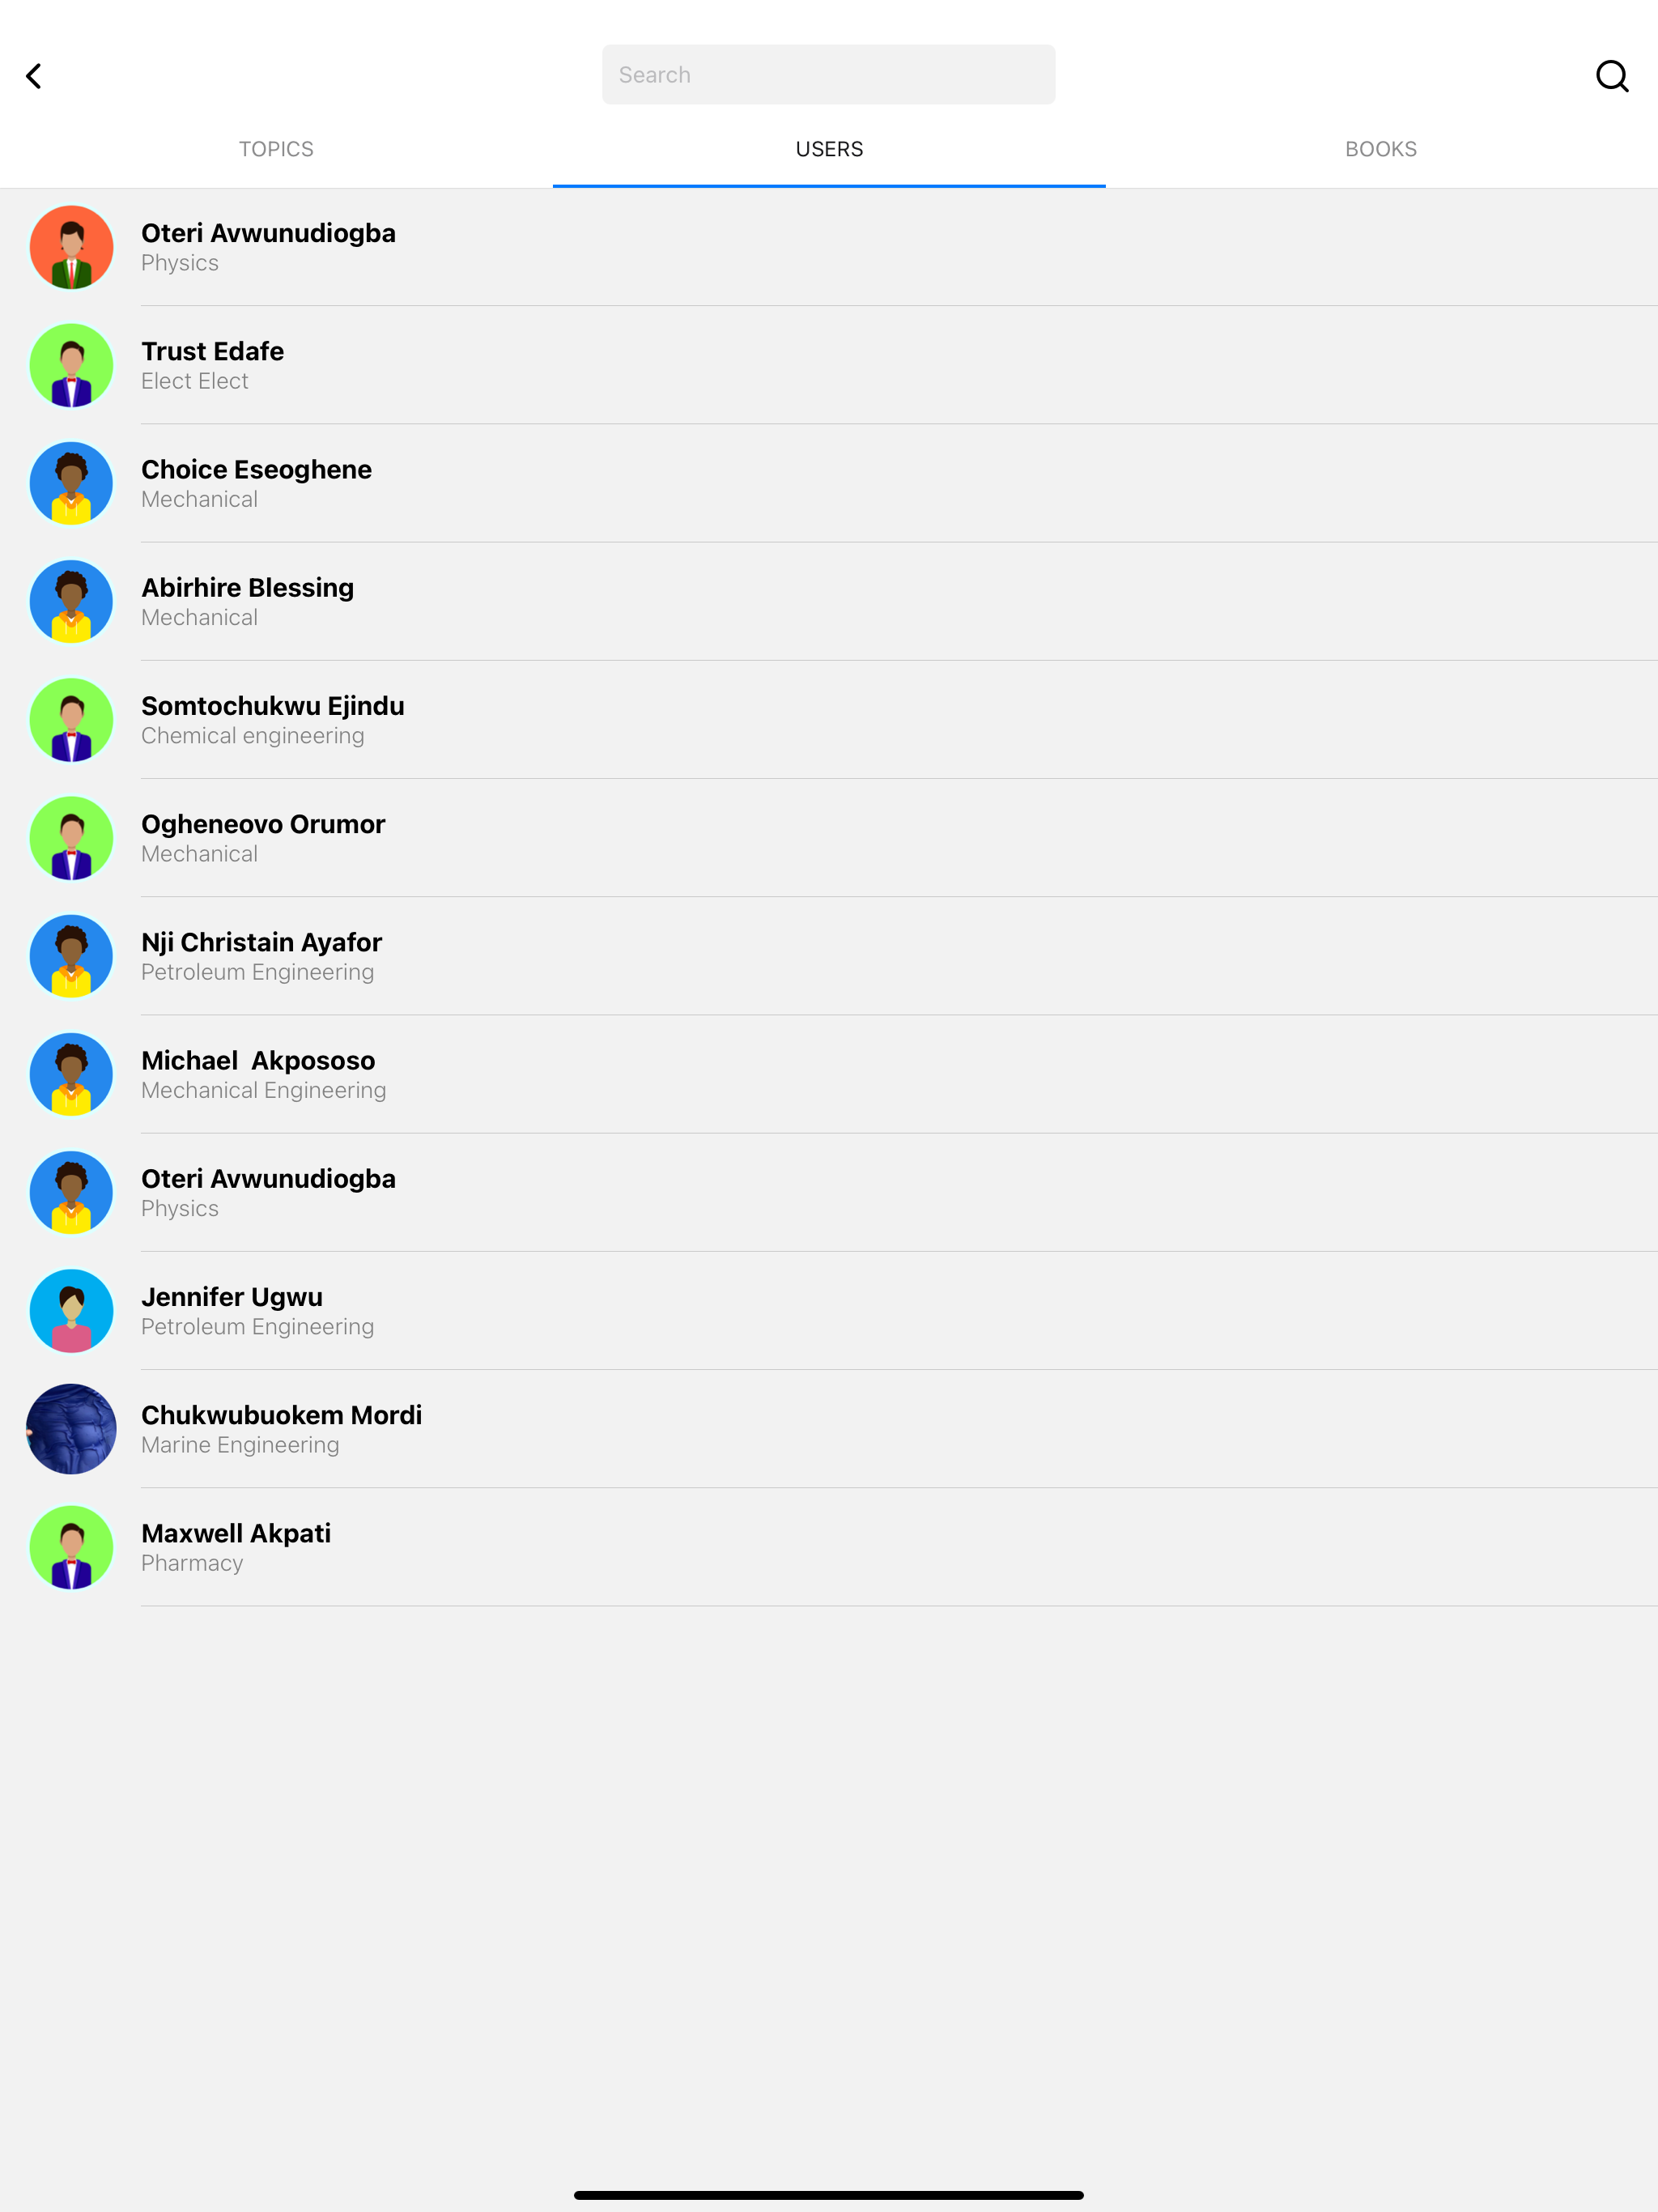 Search
TOPICS USERS BOOKS
Oteri Avwunudiogba
Physics
Trust Edafe
Elect Elect
Choice Eseoghene
Mechanical
Abirhire Blessing
Mechanical
Somtochukwu Ejindu
Chemical engineering
Ogheneovo Orumor
Mechanical
Nji Christain Ayafor
Petroleum Engineering
Michael  Akpososo
Mechanical Engineering
Oteri Avwunudiogba
Physics
Jennifer Ugwu
Petroleum Engineering
Chukwubuokem Mordi
Marine Engineering
Maxwell Akpati
Pharmacy